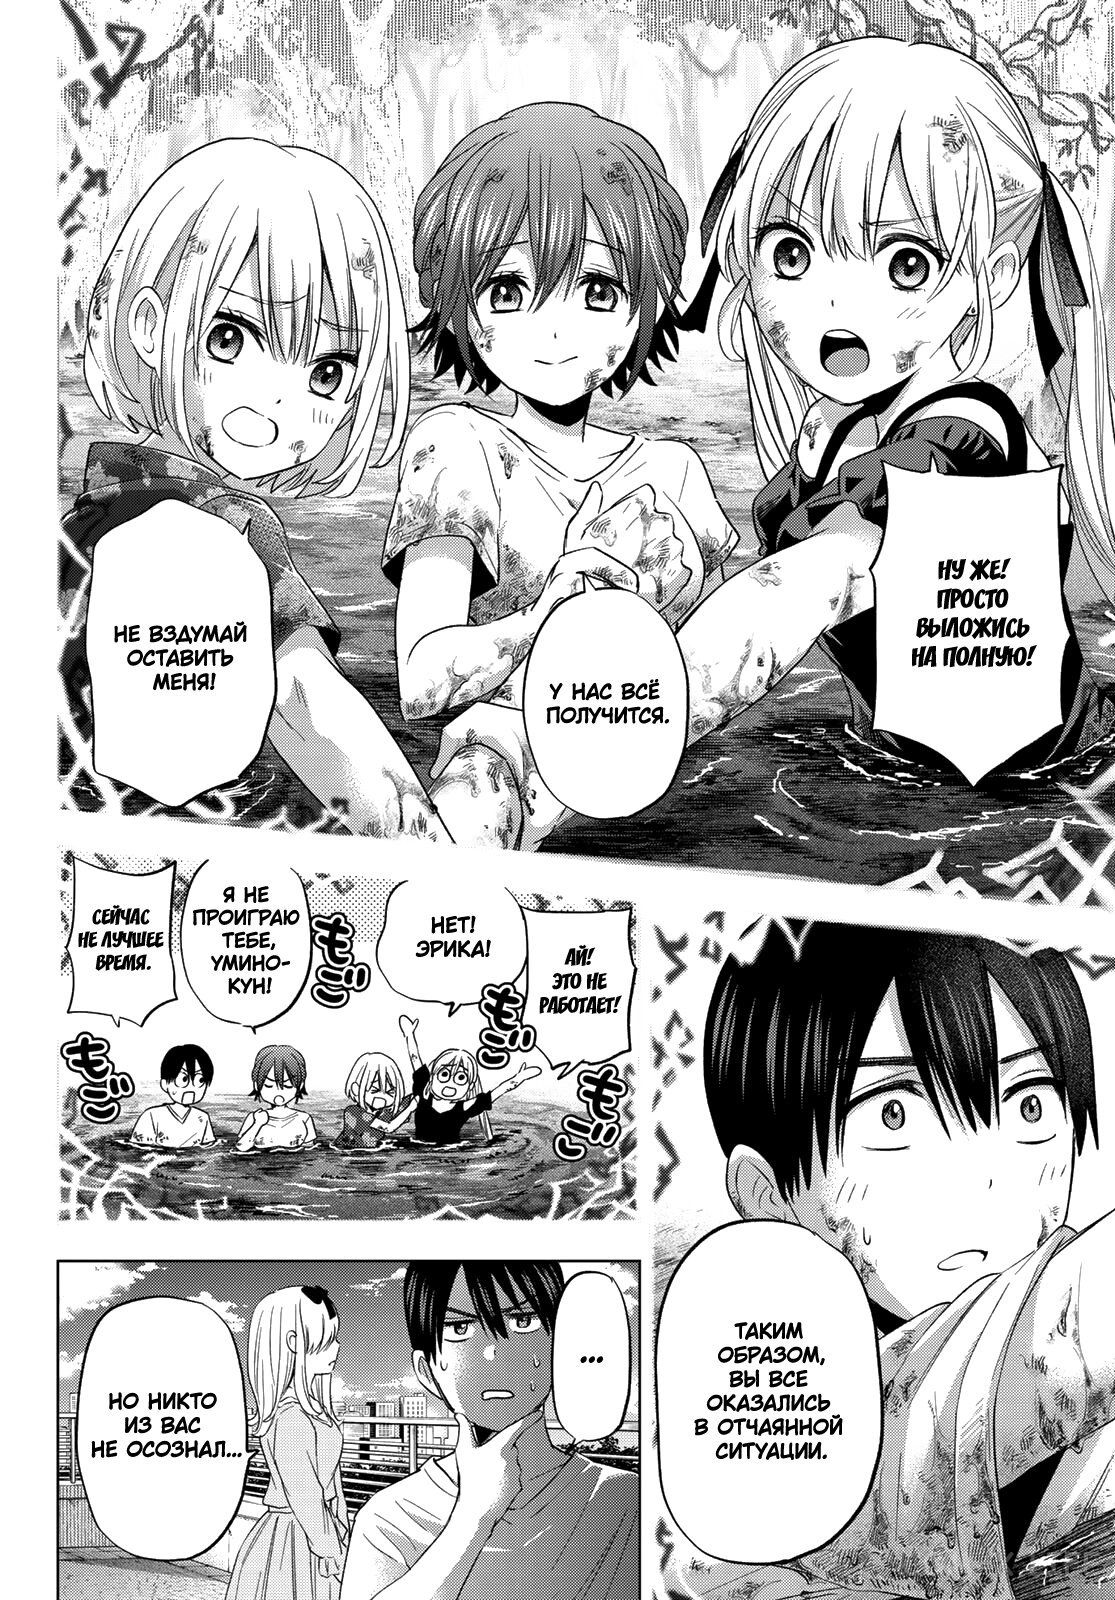 НУ ЖЕ!
ПРОСТО
ВЫЛОЖИСЬ
НА ПОЛНУЮ!
У НАС ВСЁ
ПОЛУЧИТСЯ.
НЕ ВЗДУМАЙ
ОСТАВИТЬ
МЕНЯ!
АЙ!
ЭТО НЕ
РАБОТАЕТ!
НЕТ!
ЭРИКА!
Я НЕ
ПРОИГРАЮ
ТЕБЕ,
УМИНО-
КУН!
СЕЙЧАС
НЕ ЛУЧШЕЕ
ВРЕМЯ.
もご
もご
もご
もご
ТАКИМ
ОБРАЗОМ,
ВЫ ВСЕ
ОКАЗАЛИСЬ
В ОТЧАЯННОЙ
СИТУАЦИИ.
...
НО НИКТО
ИЗ ВАС
НЕ ОСОЗНАЛ...